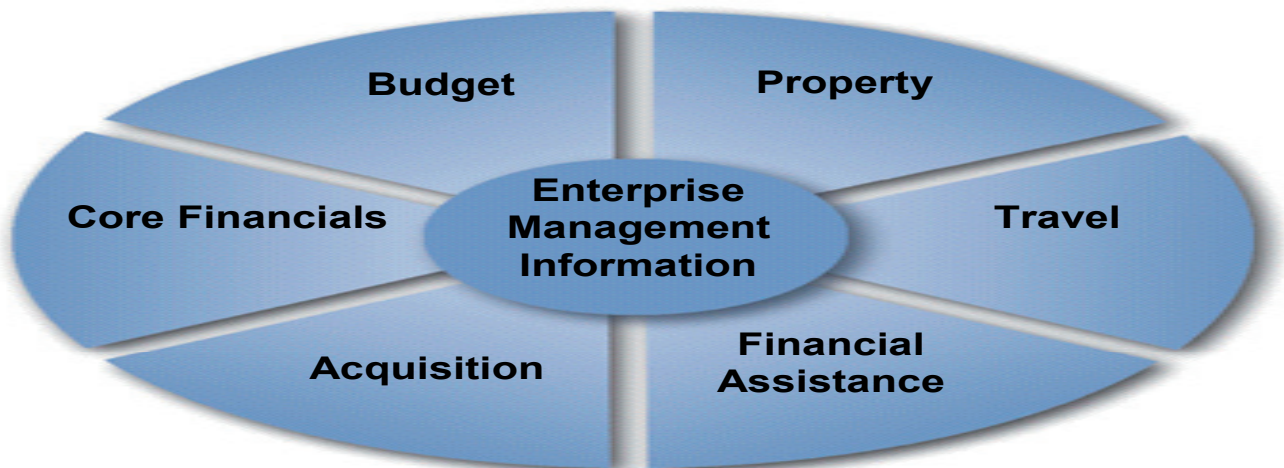 Budget
Property
Core Financials
Enterprise
Management
Information
Travel
Acquisition
Financial
Assistance